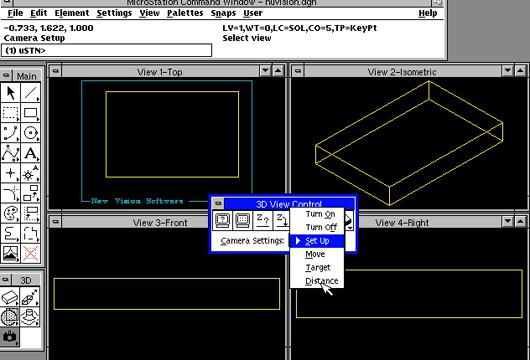 MicroStation Command Window - nuvision.dgn
File Edit Element Settings View Palettes Snaps User Help
-0.733, 1.622, 1.000 LV=1,WT=0,LC=SOL,CO=5,TP=KeyPt
Camera Setup Select view
(1) uSTN>
Main
View 1-Top
View 2-Isometric
New Vision Software
3D View Control
Z? Z
Camera Settings:
Turn On
Turn Off
Set Up
Move
Target
Distance
View 3-Front
View 4-Right
A
3D